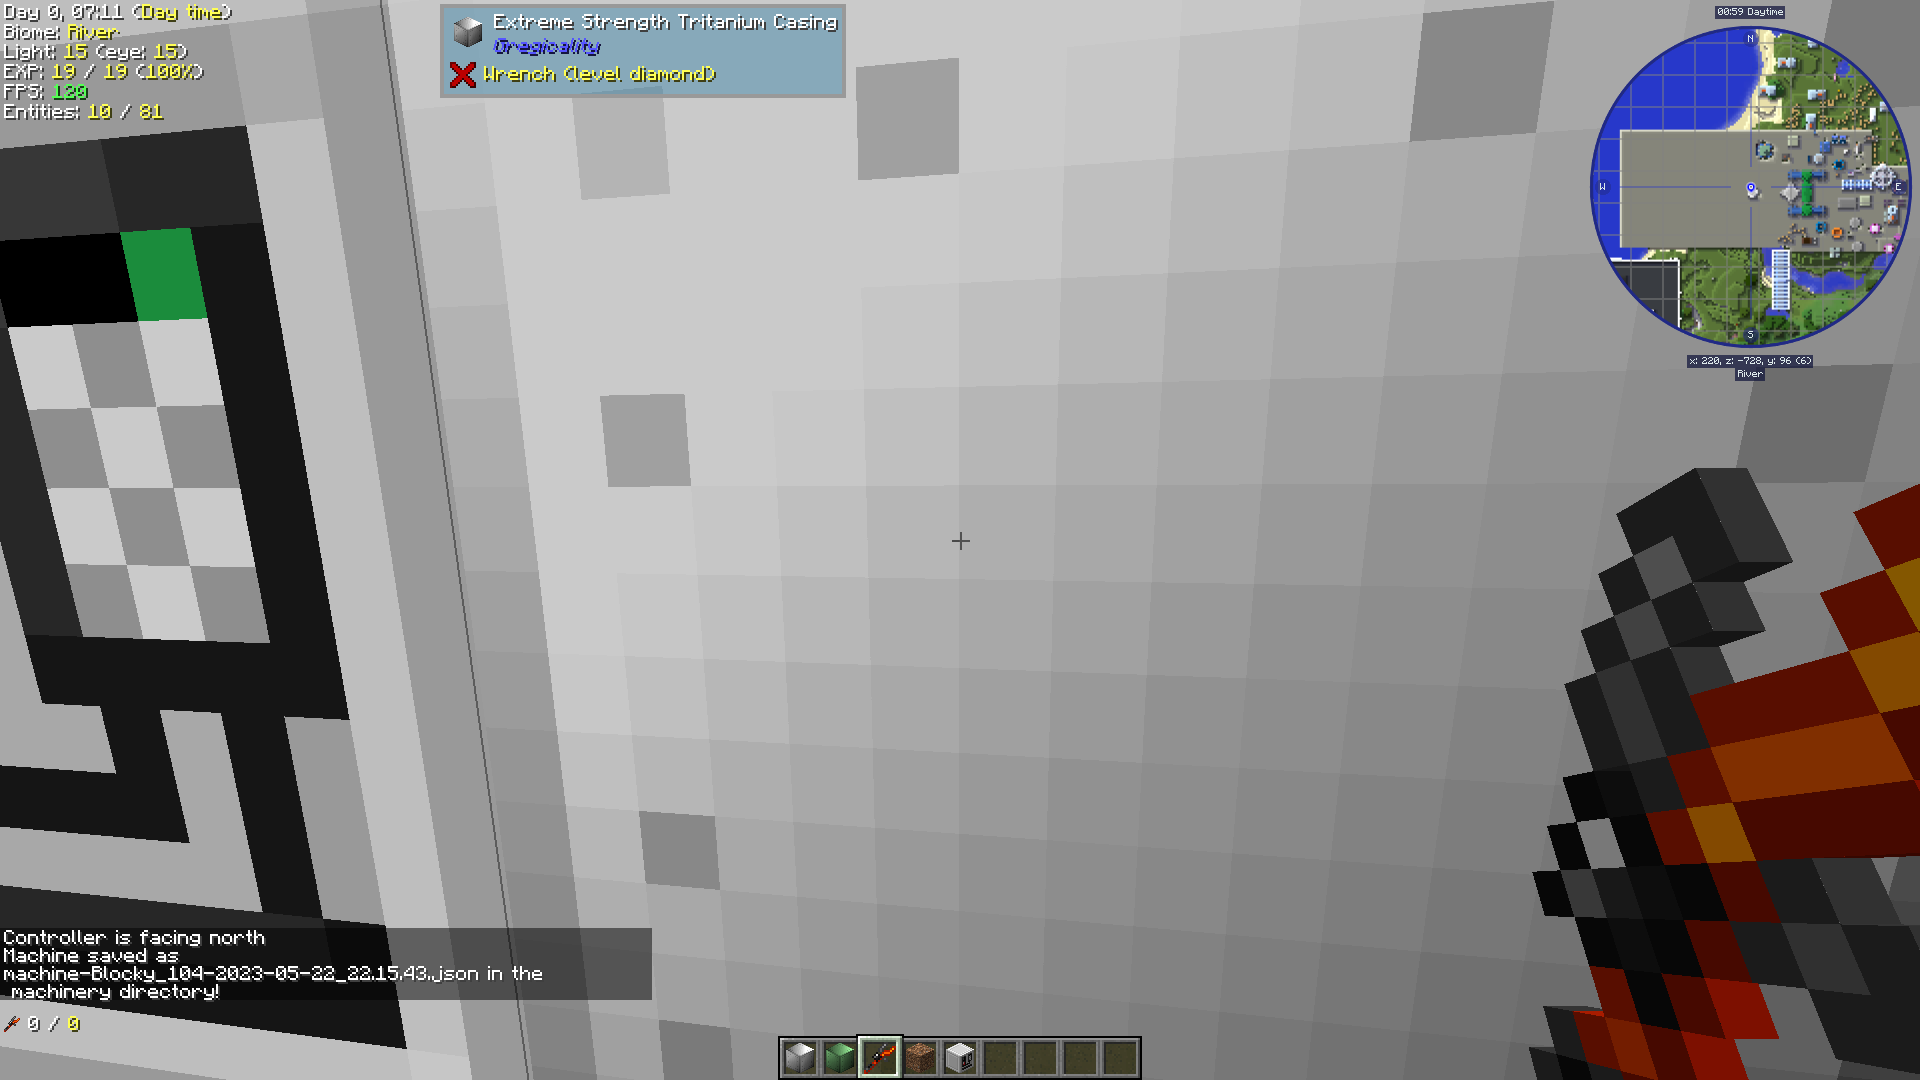 Day 0, 07:11 (Day time)
Biome: River
Light: 15 (eye: 15)
EXP: 19 / 19 (100%)
FPS: 120
Entities: 10 / 81
Extreme Strength Tritanium Casing
Gregicality
Wrench (level diamond)
00:59 Daytime
N
W
E
S
x: 220, z: -728, y: 96 (6)
River
Controller is facing north
Machine saved as
machine-Blocky_104-2023-05-22_22.15.43.json in the
machinery directory!
0 / 0